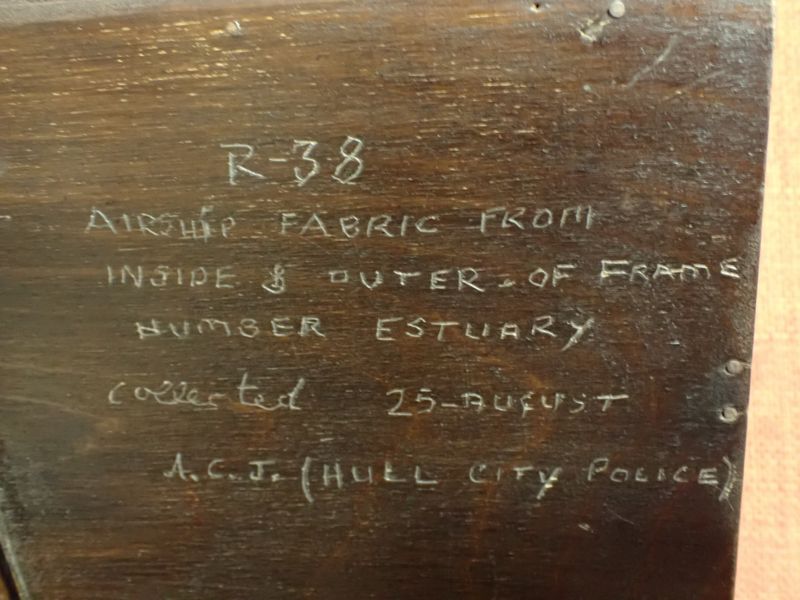 R-38
AIRSHIP FABRIC FROM
INSIDE & OUTER - OF FRAME
HUMBER ESTUARY
collected 25-AUGUST
A.C.J. (HULL CITY POLICE)